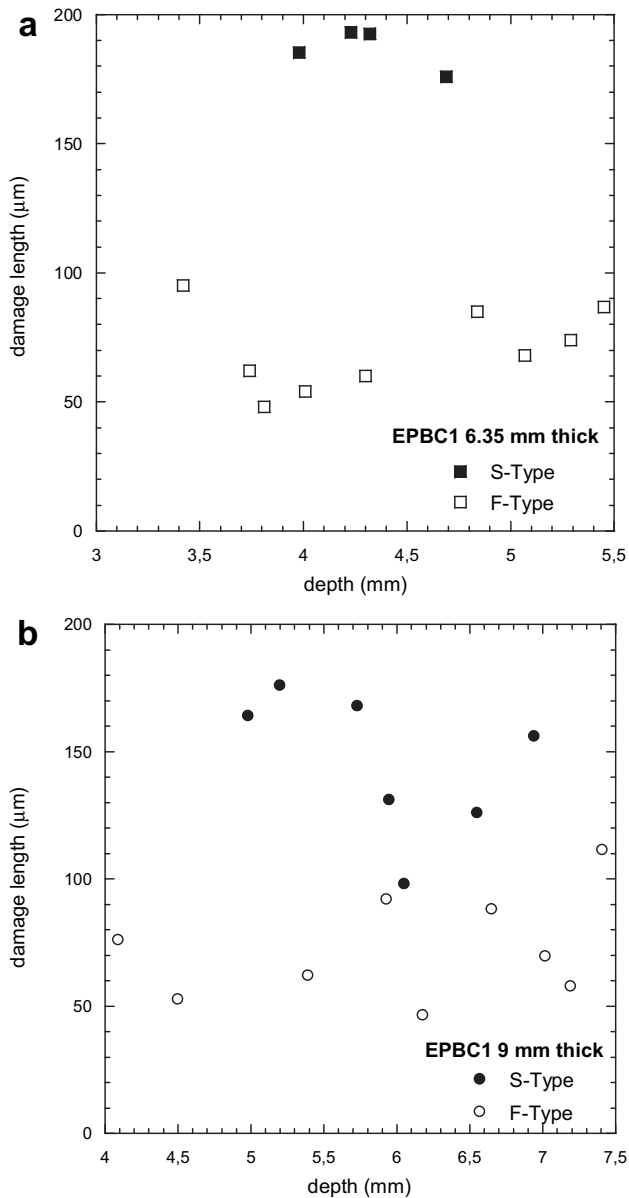 a
200
150
100
50
0
damage length (μm)
EPBC1 6.35 mm thick
S-Type
F-Type
3 3,5 4 4,5 5 5,5
depth (mm)
b
200
150
100
50
0
damage length (μm)
EPBC1 9 mm thick
S-Type
F-Type
4 4,5 5 5,5 6 6,5 7 7,5
depth (mm)